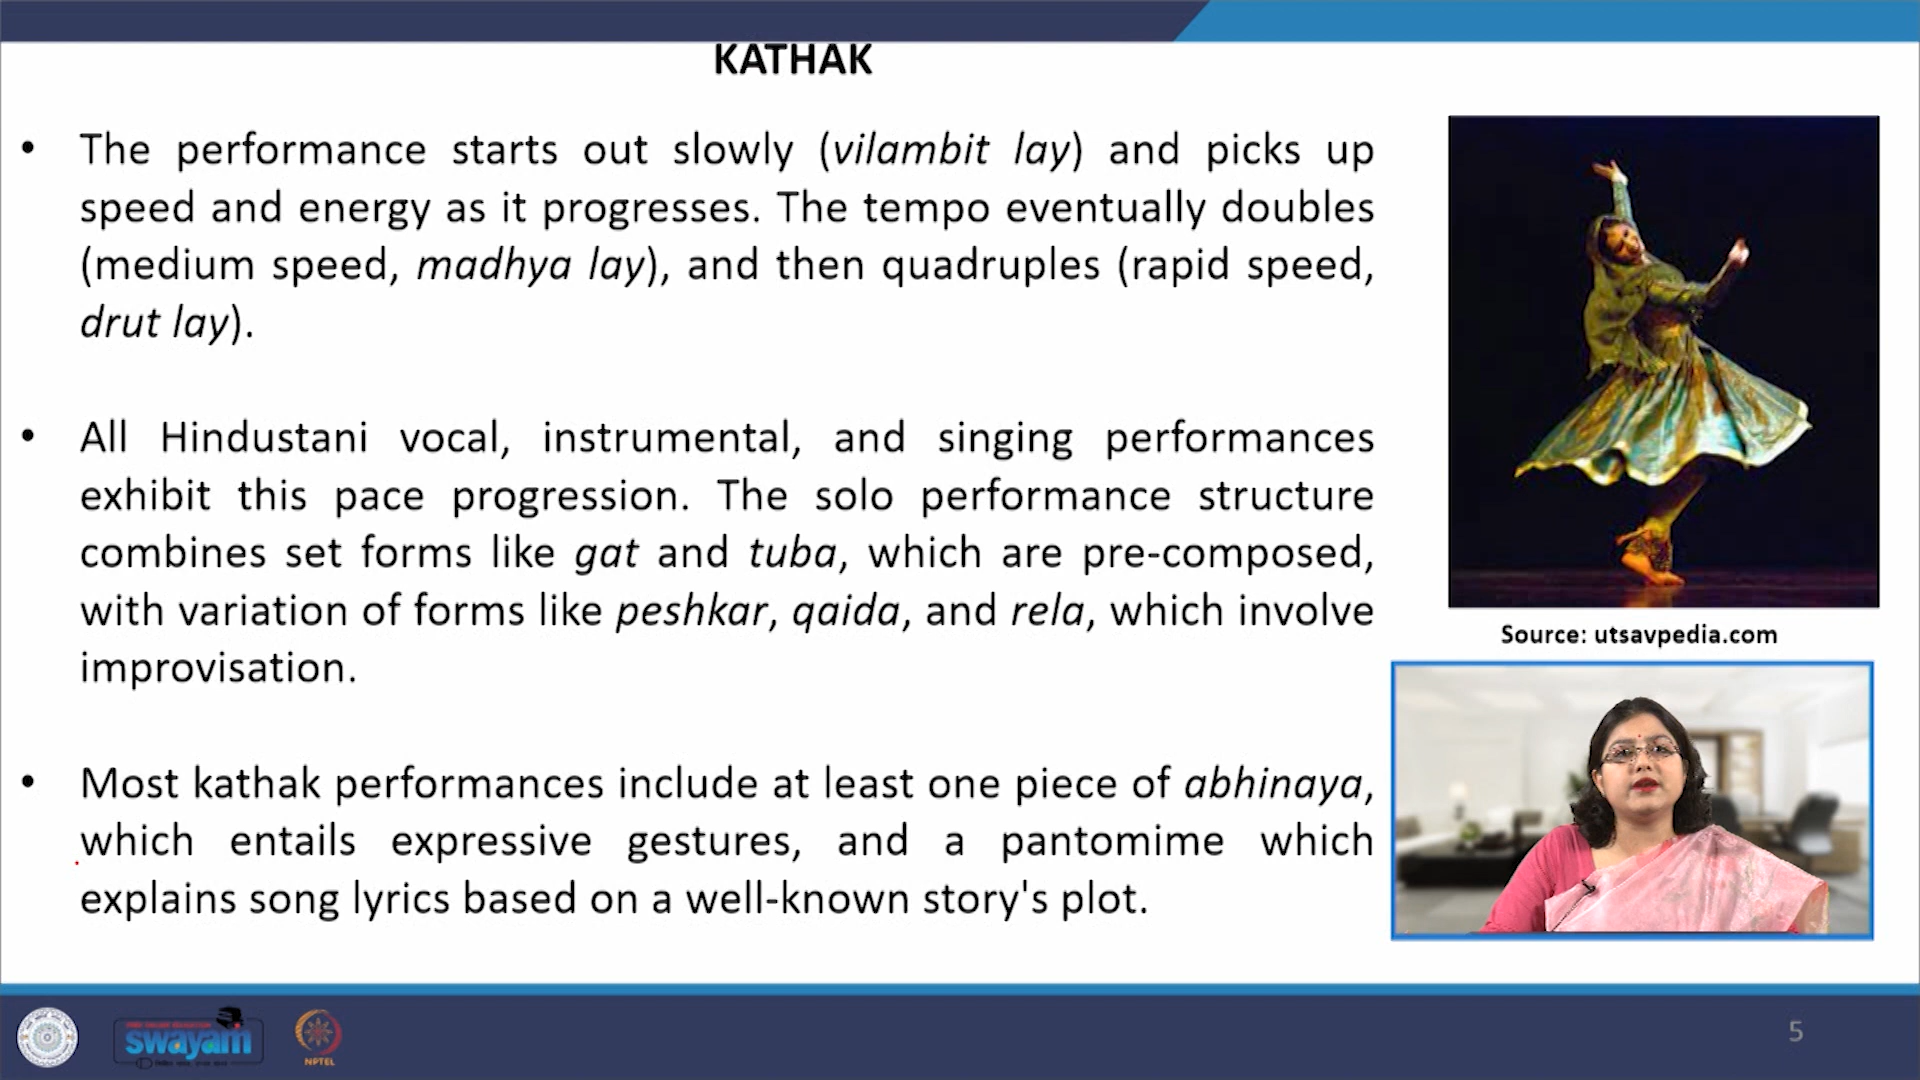 KATHAK
• The performance starts out slowly (vilambit lay) and picks up
speed and energy as it progresses. The tempo eventually doubles
(medium speed, madhya lay), and then quadruples (rapid speed,
drut lay).
• All Hindustani vocal, instrumental, and singing performances
exhibit this pace progression. The solo performance structure
combines set forms like gat and tuba, which are pre-composed,
with variation of forms like peshkar, qaida, and rela, which involve
improvisation.
• Most kathak performances include at least one piece of abhinaya,
which entails expressive gestures, and a pantomime which
explains song lyrics based on a well-known story's plot.
Source: utsavpedia.com
swayam
NPTEL
5